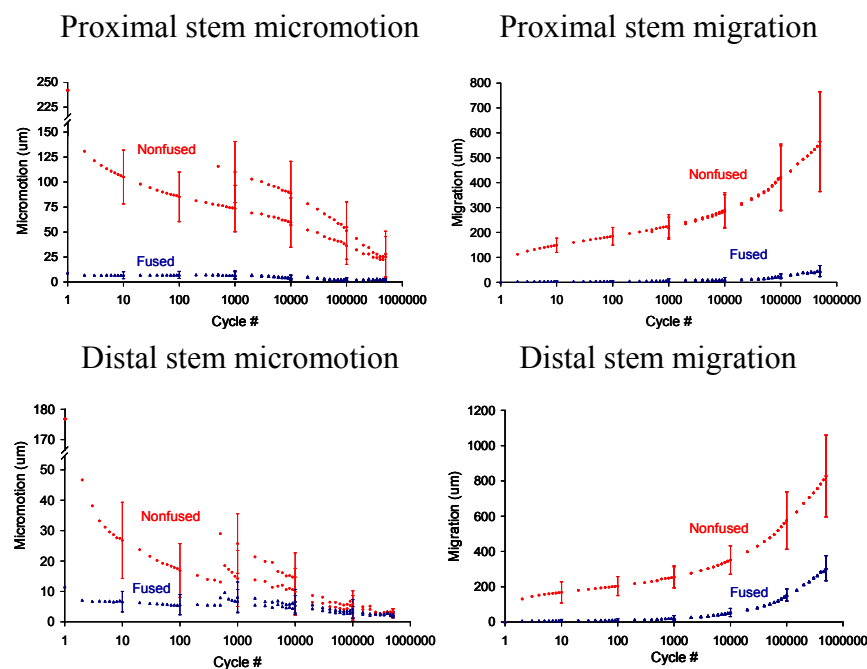 Proximal stem micromotion
250
225
150
125
100
75
50
25
0
Micromotion (um)
Nonfused
Fused
1 10 100 1000 10000 100000 1000000
Cycle #
Proximal stem migration
800
700
600
500
400
300
200
100
0
Migration (um)
Nonfused
Fused
1 10 100 1000 10000 100000 1000000
Cycle #
Distal stem micromotion
180
170
50
40
30
20
10
0
Micromotion (um)
Nonfused
Fused
1 10 100 1000 10000 100000 1000000
Cycle #
Distal stem migration
1200
1000
800
600
400
200
0
Migration (um)
Nonfused
Fused
1 10 100 1000 10000 100000 1000000
Cycle #